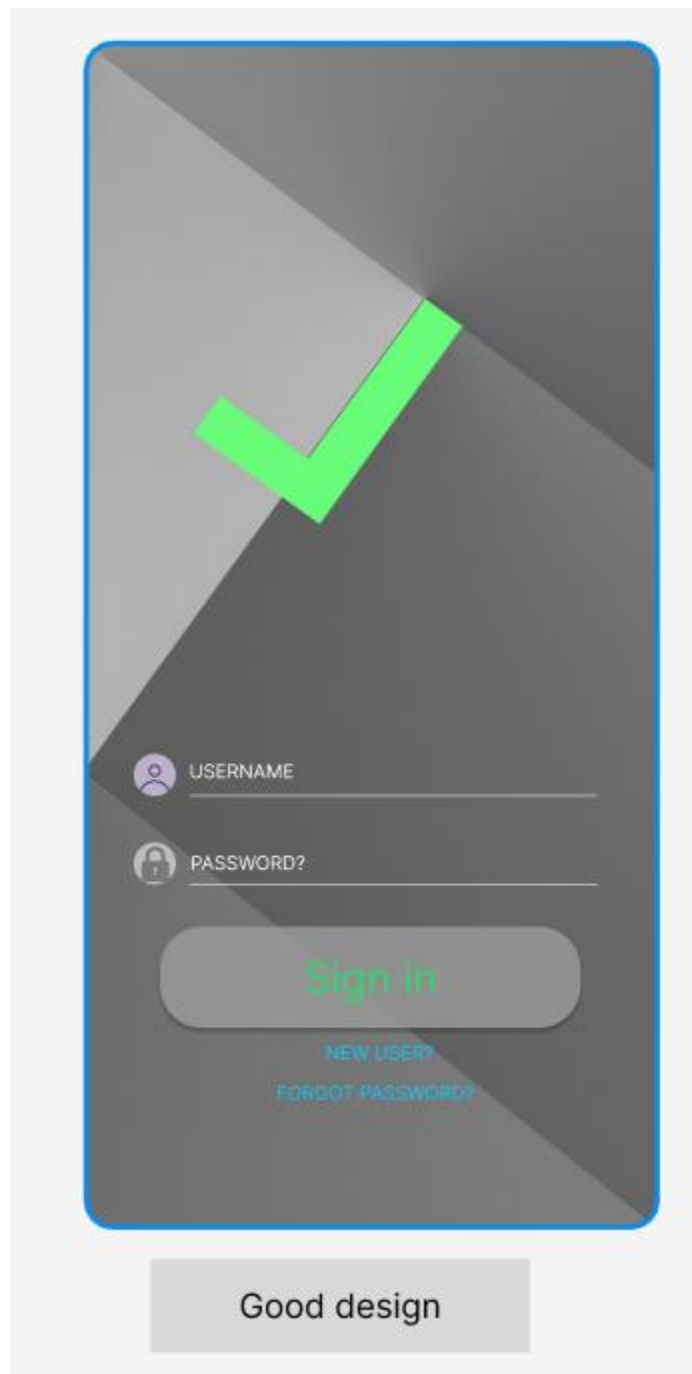 USERNAME
PASSWORD?
Sign in
NEW USER?
FORGOT PASSWORD?
Good design